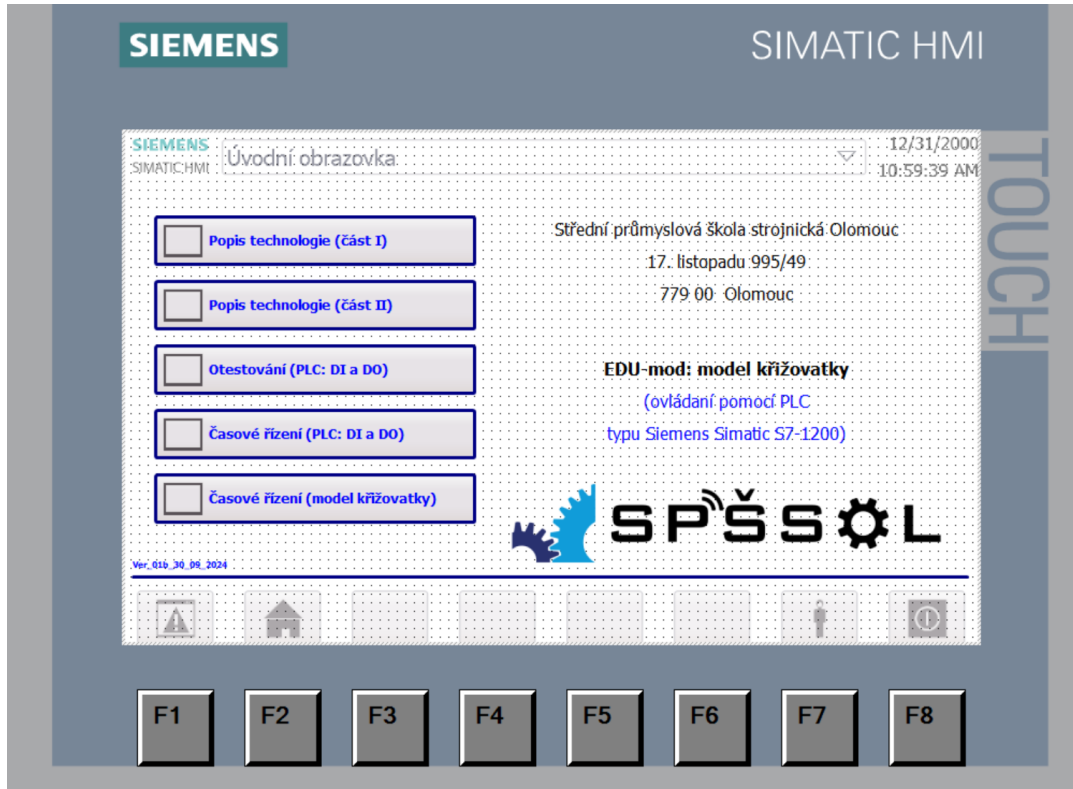 SIEMENS
SIMATIC HMI
TOUCH
SIEMENS
SIMATIC HMI
Úvodní obrazovka
12/31/2000
10:59:39 AM
Popis technologie (část I)
Popis technologie (část II)
Otestování (PLC: DI a DO)
Časové řízení (PLC: DI a DO)
Časové řízení (model křižovatky)
Střední průmyslová škola strojnická Olomouc
17. listopadu 995/49
779 00 Olomouc
EDU-mod: model křižovatky
(ovládaní pomocí PLC
typu Siemens Simatic S7-1200)
SPŠSOL
Ver_01b_30_09_2024
F1 F2 F3 F4 F5 F6 F7 F8